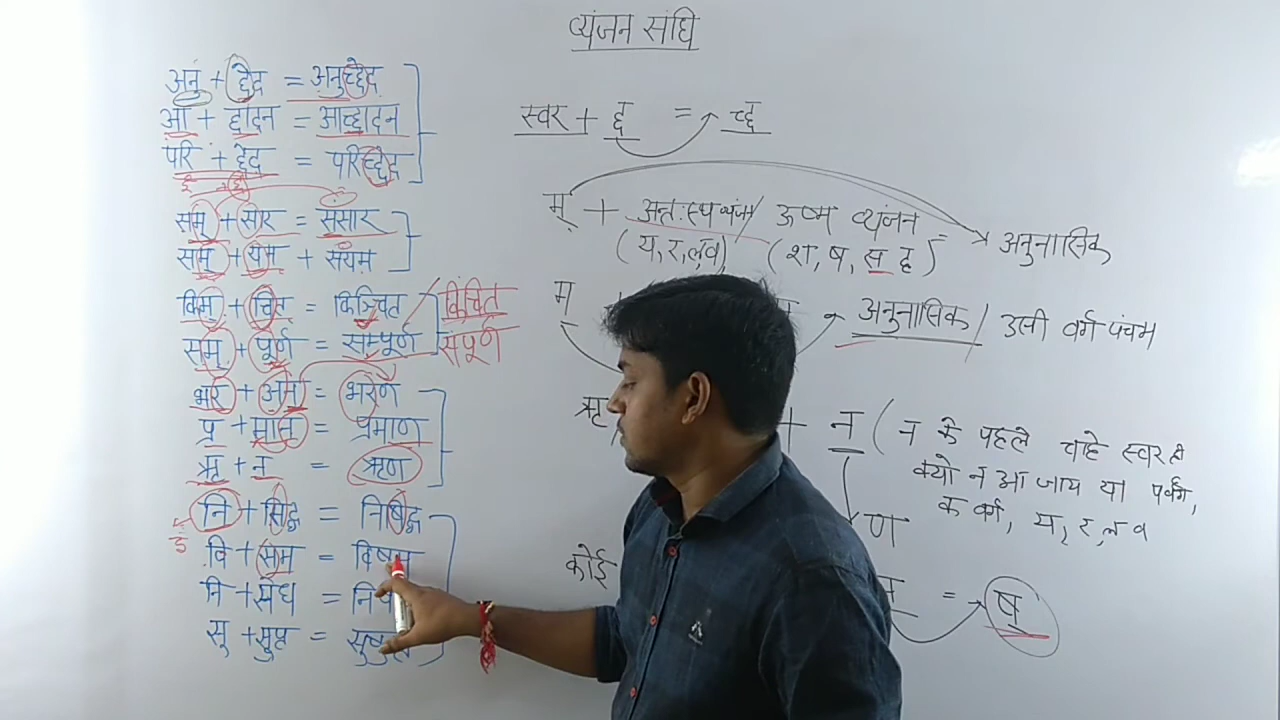 व्यंजन संधि
अनु + छेद = अनुच्छेद
आ + छादन = आच्छादन
परि + छेद = परिच्छेद
इ + छ
सम् + सार = संसार
सम् + यम + संयम
किम् + चित = किञ्चित किंचित
सम् + पूर्ण = सम्पूर्ण संपूर्ण
भर + अन = भरण
प्र + मान = प्रमाण
ऋ + न = ऋण
नि + सिद्ध = निषिद्ध
इ
वि + सम = विषम
नि + संध =
सु + सुप्त =
स्वर + छ = च्छ
म् + अन्तःस्थ व्यंजन / ऊष्म व्यंजन
(य, र, ल, व) (श, ष, स ह) अनुनासिक
म् अनुनासिक / उसी वर्ग पंचम
ऋ + न ( न के पहले चाहे स्वर ही
क्यो न आ जाय या पवर्ग,
ण क वर्ग, य, र, ल व
कोई = ष